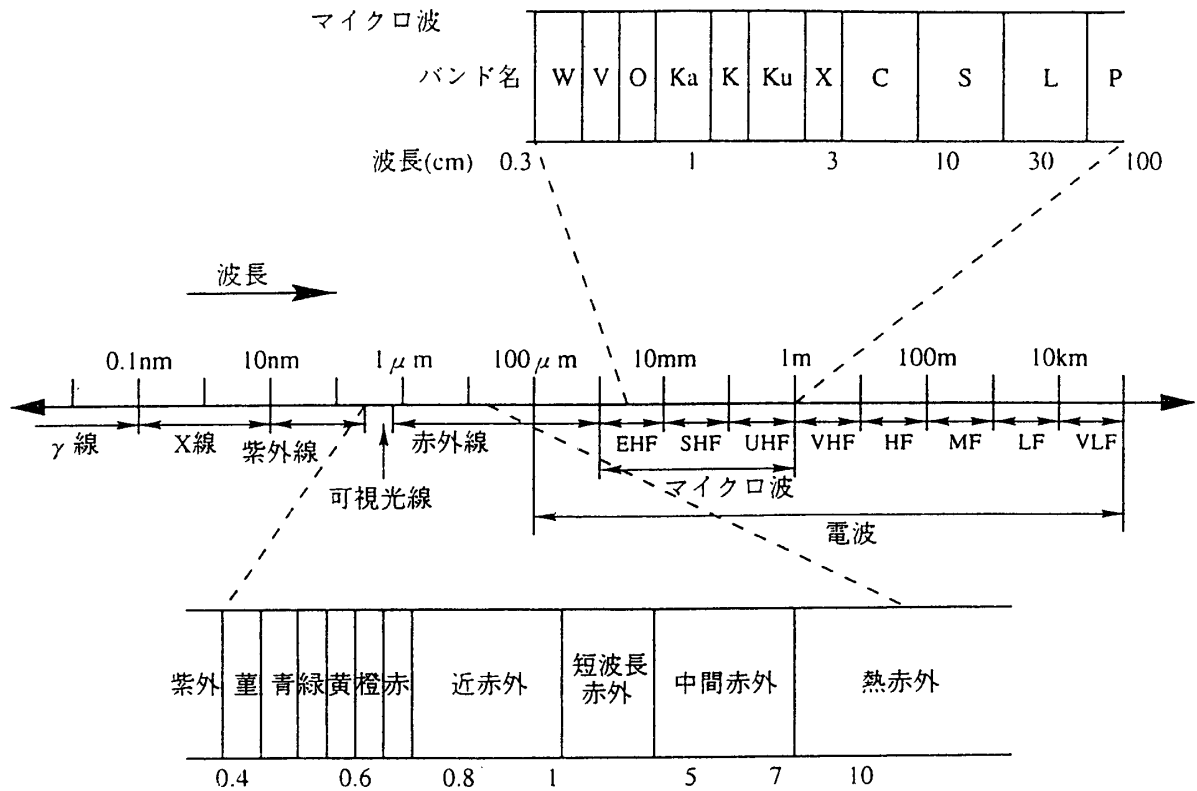 マイクロ波
バンド名 W V O Ka K Ku X C S L P
波長(cm) 0.3 1 3 10 30 100
波長
0.1nm 10nm 1μm 100μm 10mm 1m 100m 10km
γ線 X線 紫外線 赤外線 EHF SHF UHF VHF HF MF LF VLF
可視光線 マイクロ波
電波
紫外 菫 青 緑 黄 橙 赤 近赤外 短波長 中間赤外 熱赤外
赤外
0.4 0.6 0.8 1 5 7 10